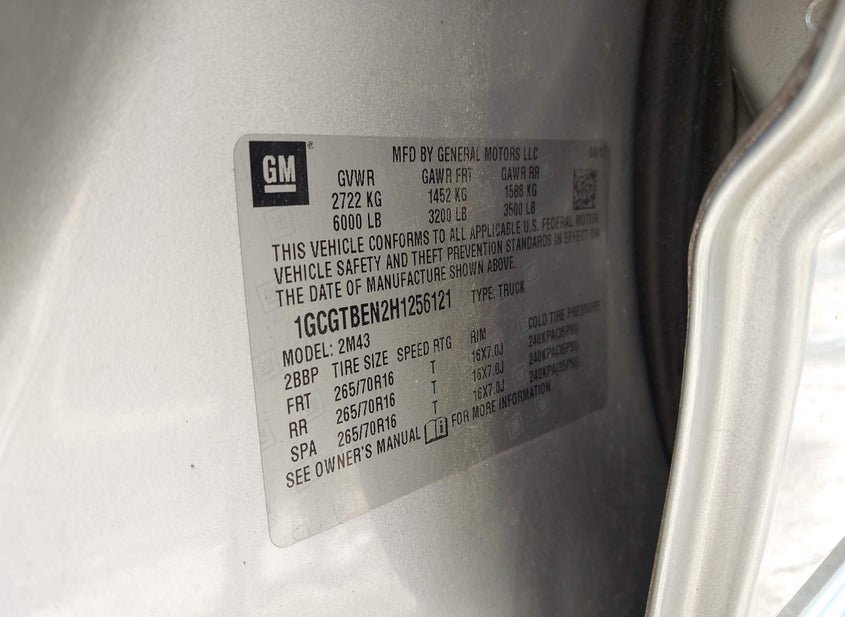 GM
MFD BY GENERAL MOTORS LLC
GVWR GAWR FRT GAWR RR
2722 KG 1452 KG 1588 KG
6000 LB 3200 LB 3500 LB
THIS VEHICLE CONFORMS TO ALL APPLICABLE U.S. FEDERAL MOTOR
VEHICLE SAFETY AND THEFT PREVENTION STANDARDS IN EFFECT ON
THE DATE OF MANUFACTURE SHOWN ABOVE.
1GCGTBEN2H1256121 TYPE: TRUCK
MODEL: 2M43
2BBP TIRE SIZE SPEED RTG RIM COLD TIRE PRESSURE
FRT 265/70R16 T 16X7.0J 240KPA(35PSI)
RR 265/70R16 T 16X7.0J 240KPA(35PSI)
SPA 265/70R16 T 16X7.0J 240KPA(35PSI)
SEE OWNER'S MANUAL FOR MORE INFORMATION